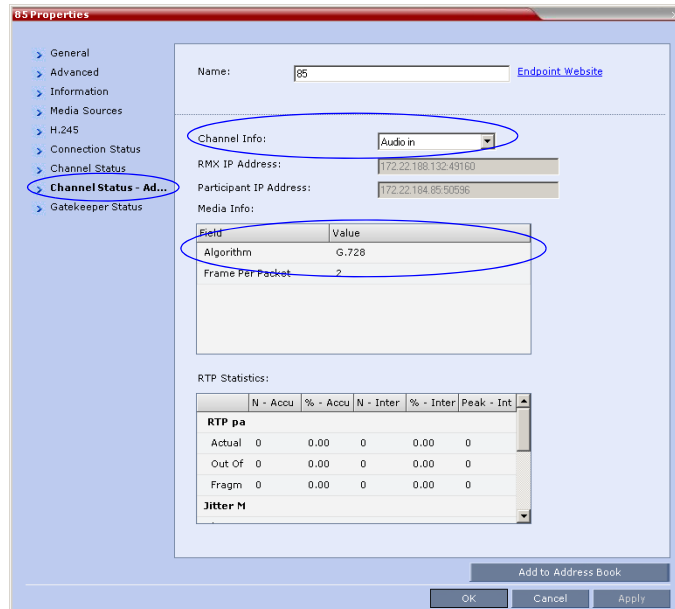 85 Properties
General
Advanced
Information
Media Sources
H.245
Connection Status
Channel Status
Channel Status - Ad...
Gatekeeper Status
Name: 85 Endpoint Website
Channel Info: Audio in
RMX IP Address: 172.22.188.132:49160
Participant IP Address: 172.22.184.85:50596
Media Info:
Field Value
Algorithm G.728
Frame Per Packet 2
RTP Statistics:
N - Accu % - Accu N - Inter % - Inter Peak - Int
RTP pa
Actual 0 0.00 0 0.00 0
Out Of 0 0.00 0 0.00 0
Fragm 0 0.00 0 0.00 0
Jitter M
Add to Address Book
OK Cancel Apply